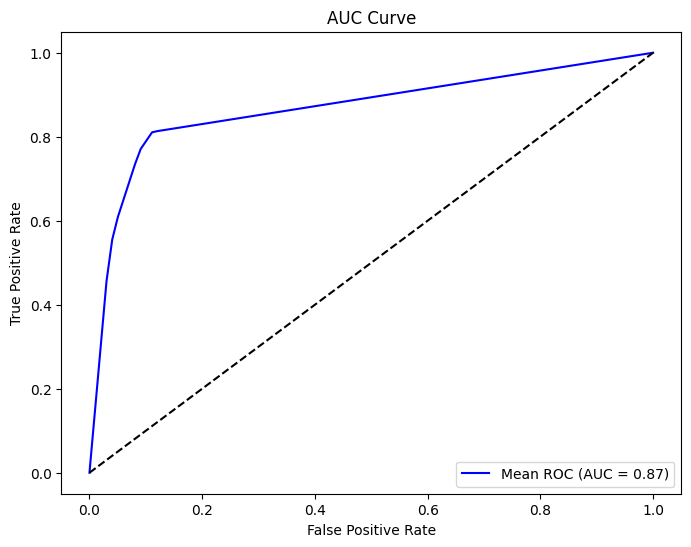 AUC Curve
True Positive Rate
1.0
0.8
0.6
0.4
0.2
0.0
Mean ROC (AUC = 0.87)
0.0 0.2 0.4 0.6 0.8 1.0
False Positive Rate